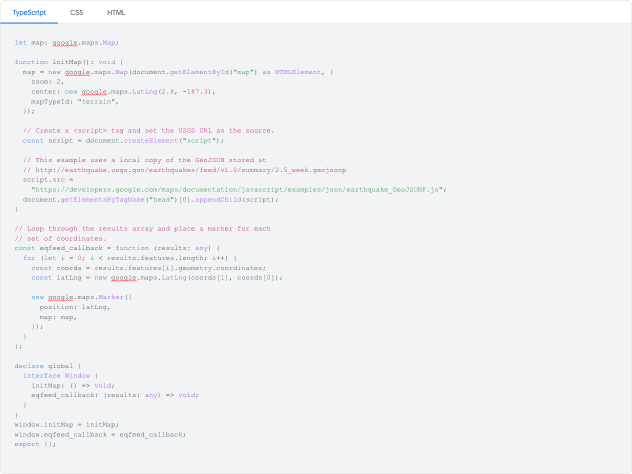 TypeScript CSS HTML
let map: google.maps.Map;
function initMap(): void {
map = new google.maps.Map(document.getElementById("map") as HTMLElement, {
zoom: 2,
center: new google.maps.LatLng(2.8, -187.3),
mapTypeId: "terrain",
});
// Create a <script> tag and set the USGS URL as the source.
const script = document.createElement("script");
// This example uses a local copy of the GeoJSON stored at
// http://earthquake.usgs.gov/earthquakes/feed/v1.0/summary/2.5_week.geojsonp
script.src =
"https://developers.google.com/maps/documentation/javascript/examples/json/earthquake_GeoJSONP.js";
document.getElementsByTagName("head")[0].appendChild(script);
}
// Loop through the results array and place a marker for each
// set of coordinates.
const eqfeed_callback = function (results: any) {
for (let i = 0; i < results.features.length; i++) {
const coords = results.features[i].geometry.coordinates;
const latLng = new google.maps.LatLng(coords[1], coords[0]);
new google.maps.Marker({
position: latLng,
map: map,
});
}
};
declare global {
interface Window {
initMap: () => void;
eqfeed_callback: (results: any) => void;
}
}
window.initMap = initMap;
window.eqfeed_callback = eqfeed_callback;
export {};